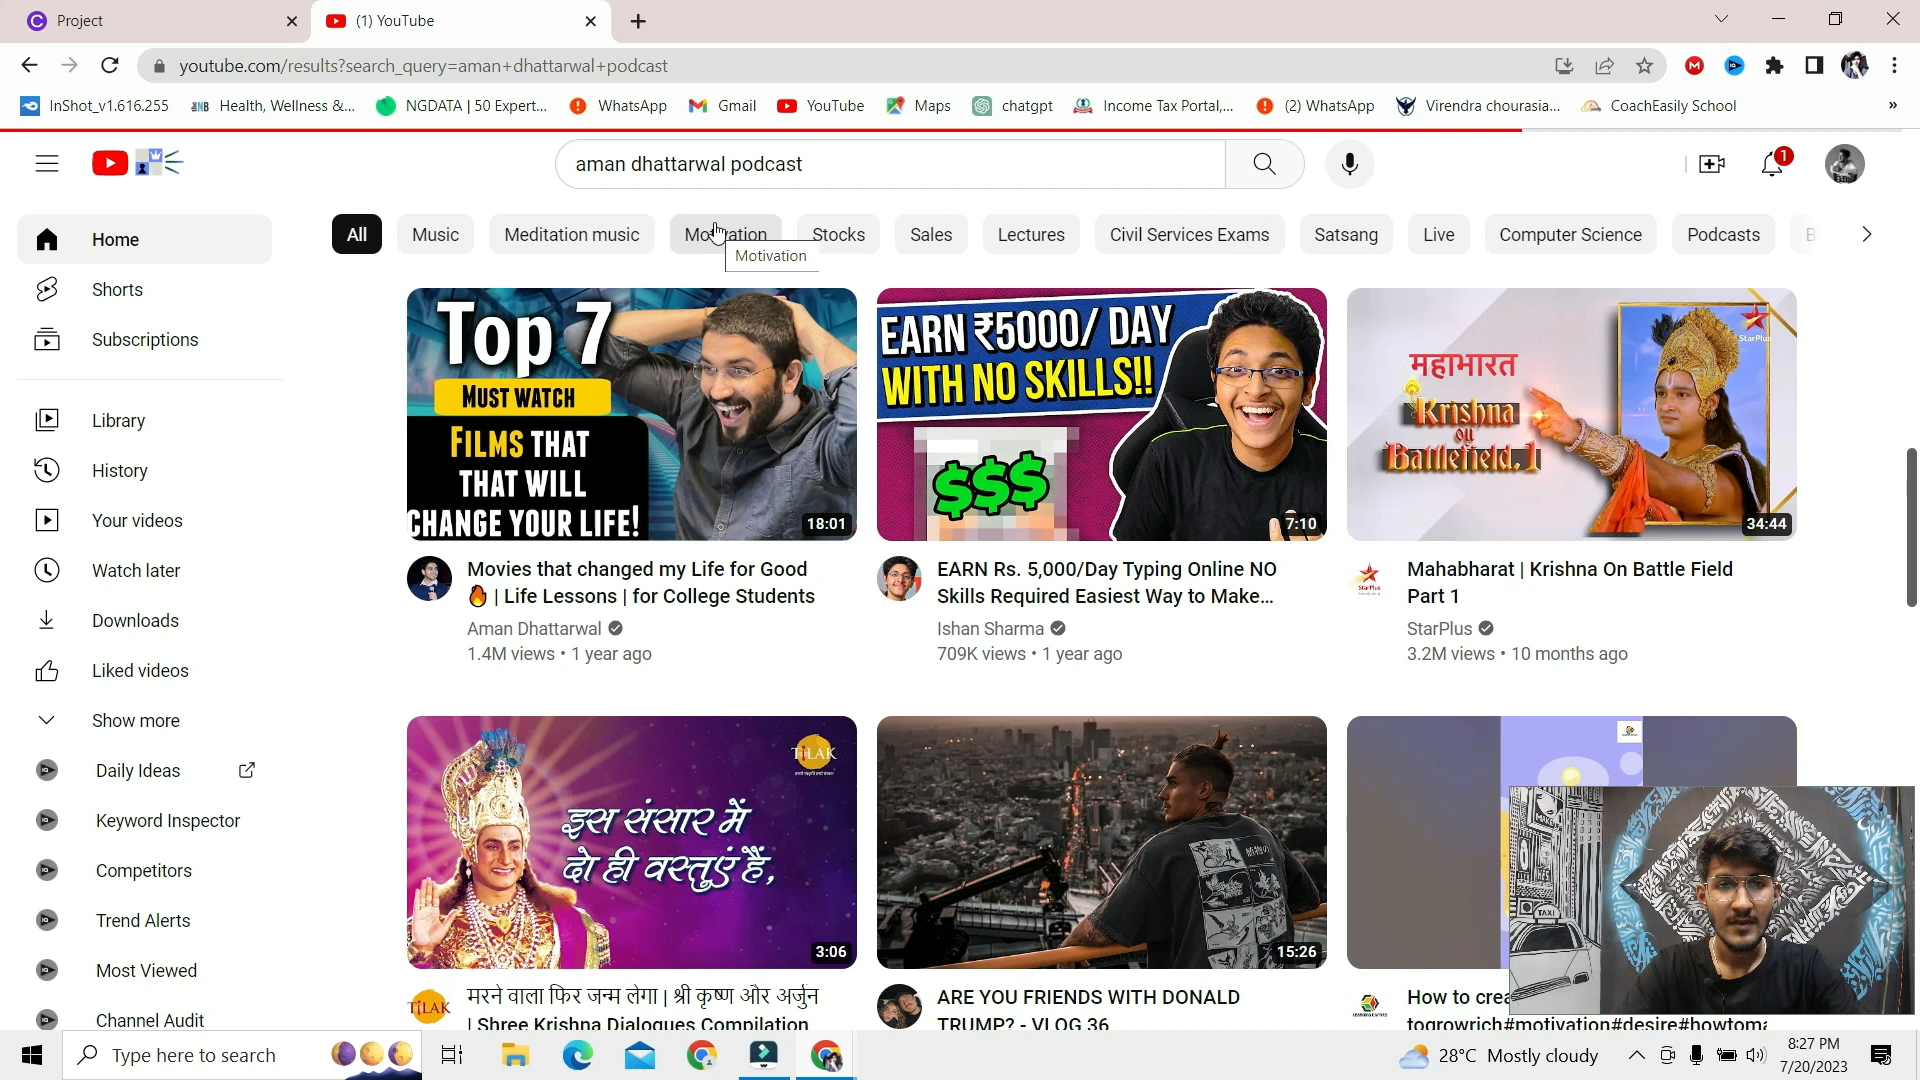 Project
(1) YouTube
youtube.com/results?search_query=aman+dhattarwal+podcast
InShot_v1.616.255
Health, Wellness &...
NGDATA | 50 Expert...
WhatsApp
Gmail
YouTube
Maps
chatgpt
Income Tax Portal,...
(2) WhatsApp
Virendra chourasia...
CoachEasily School
aman dhattarwal podcast
1
All
Music
Meditation music
Motivation
Stocks
Sales
Lectures
Civil Services Exams
Satsang
Live
Computer Science
Podcasts
Motivation
Home
Shorts
Subscriptions
Library
History
Your videos
Watch later
Downloads
Liked videos
Show more
Daily Ideas
Keyword Inspector
Competitors
Trend Alerts
Most Viewed
Channel Audit
Top 7
MUST WATCH
FILMS THAT
THAT WILL
CHANGE YOUR LIFE!
18:01
Movies that changed my Life for Good
🔥 | Life Lessons | for College Students
Aman Dhattarwal
1.4M views • 1 year ago
EARN ₹5000/ DAY
WITH NO SKILLS!!
$$$
7:10
EARN Rs. 5,000/Day Typing Online NO
Skills Required Easiest Way to Make...
Ishan Sharma
709K views • 1 year ago
महाभारत
Krishna
on
Battlefield.1
StarPlus
34:44
Mahabharat | Krishna On Battle Field
Part 1
StarPlus
3.2M views • 10 months ago
TILAK
इस संसार में
दो ही वस्तुएं हैं,
3:06
TILAK
मरने वाला फिर जन्म लेगा | श्री कृष्ण और अर्जुन
| Shree Krishna Dialogues Compilation
15:26
ARE YOU FRIENDS WITH DONALD
TRUMP? - VLOG 36
How to crea
togrowrich#motivation#desire#howtoma
TAXI
Type here to search
28°C Mostly cloudy
8:27 PM
7/20/2023